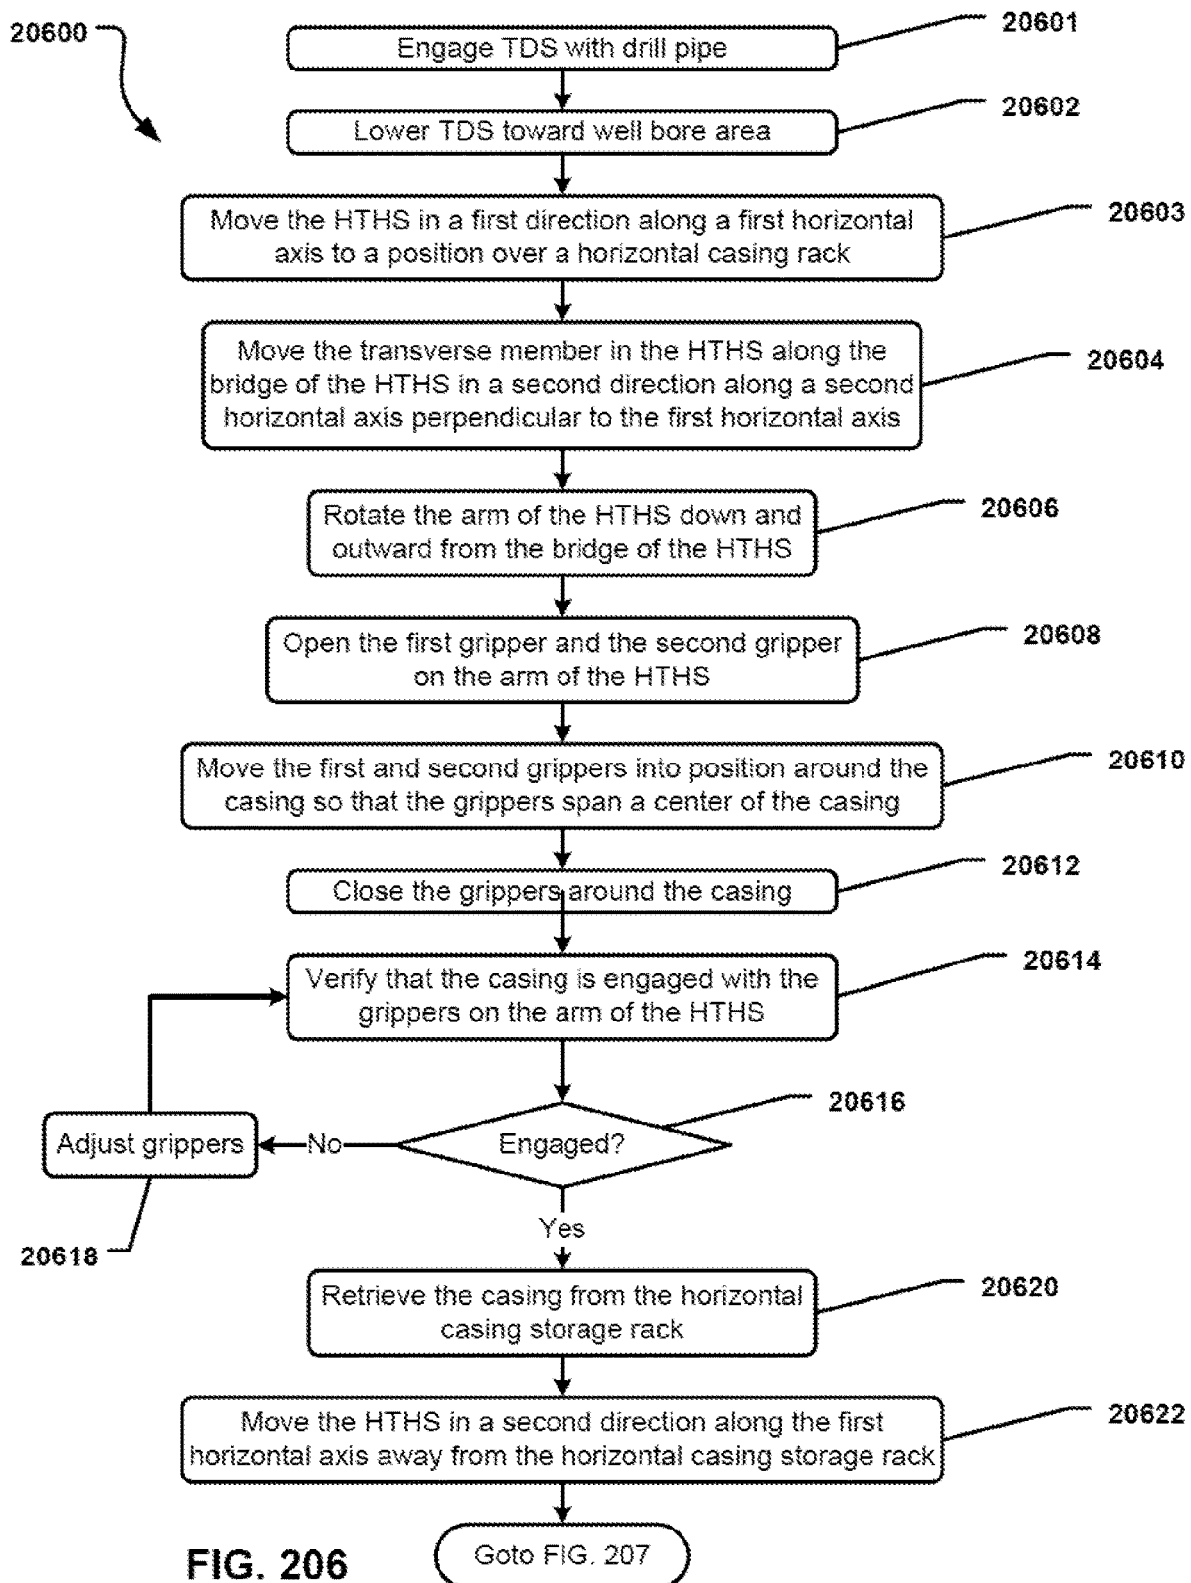 20600
20601
Engage TDS with drill pipe
20602
Lower TDS toward well bore area
20603
Move the HTHS in a first direction along a first horizontal
axis to a position over a horizontal casing rack
20604
Move the transverse member in the HTHS along the
bridge of the HTHS in a second direction along a second
horizontal axis perpendicular to the first horizontal axis
20606
Rotate the arm of the HTHS down and
outward from the bridge of the HTHS
20608
Open the first gripper and the second gripper
on the arm of the HTHS
20610
Move the first and second grippers into position around the
casing so that the grippers span a center of the casing
20612
Close the grippers around the casing
20614
Verify that the casing is engaged with the
grippers on the arm of the HTHS
20616
Engaged?
No
Adjust grippers
20618
Yes
20620
Retrieve the casing from the horizontal
casing storage rack
20622
Move the HTHS in a second direction along the first
horizontal axis away from the horizontal casing storage rack
Goto FIG. 207
FIG. 206